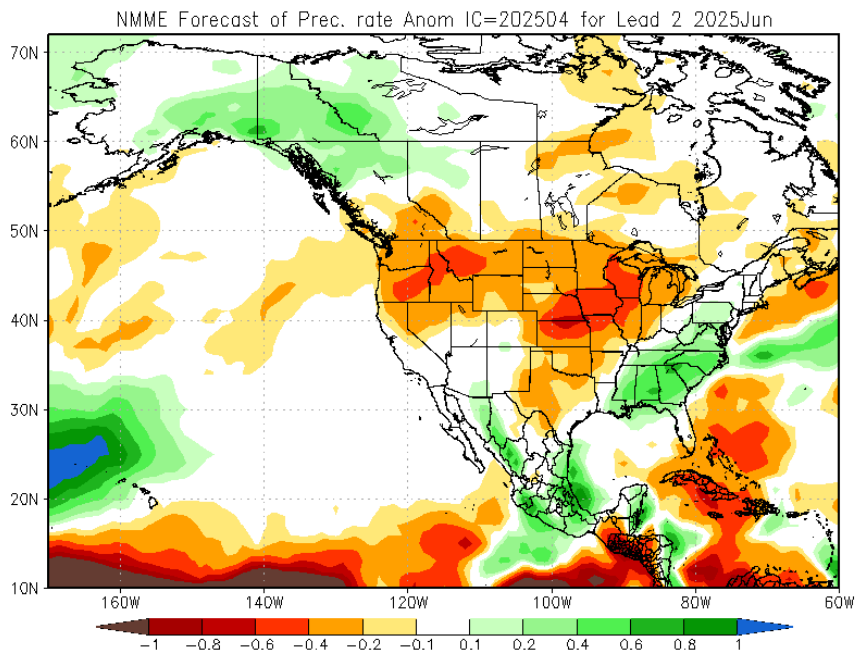 NMME Forecast of Prec. rate Anom IC=202504 for Lead 2 2025Jun
70N
60N
50N
40N
30N
20N
10N
160W 140W 120W 100W 80W 60W
-1 -0.8 -0.6 -0.4 -0.2 -0.1 0.1 0.2 0.4 0.6 0.8 1